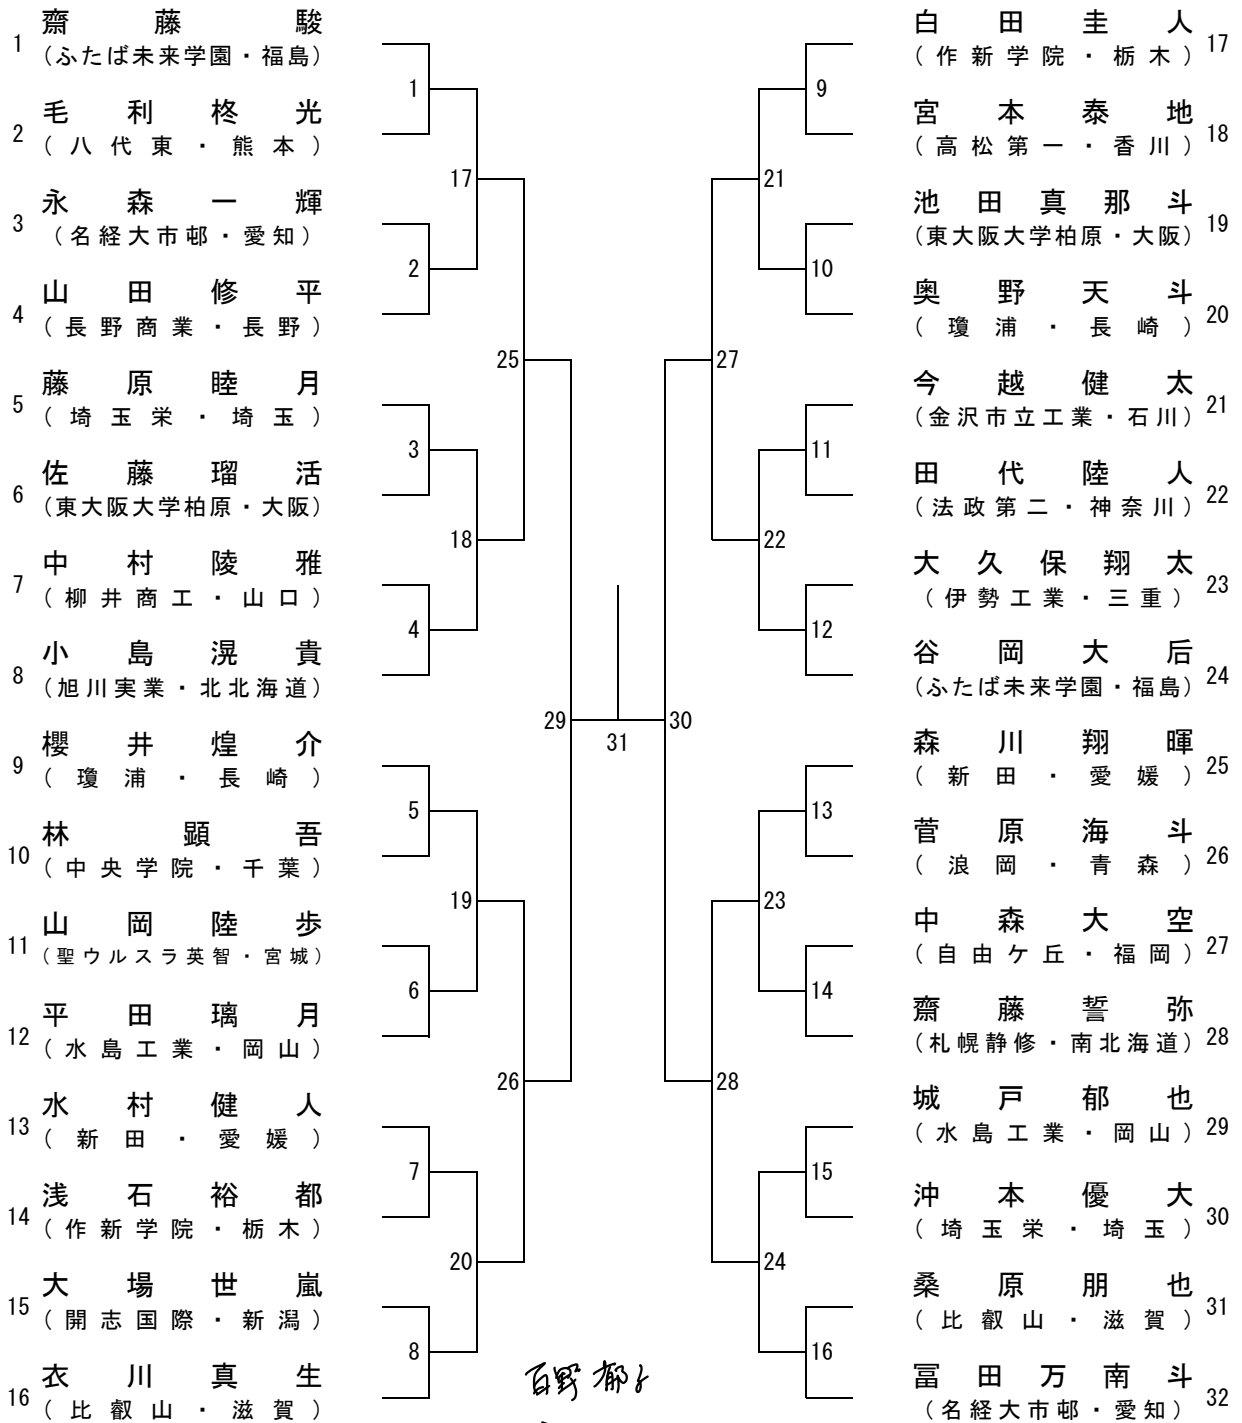 1 齋藤駿
(ふたば未来学園・福島)
2 毛利柊光
(八代東・熊本)
3 永森一輝
(名経大市邨・愛知)
4 山田修平
(長野商業・長野)
5 藤原睦月
(埼玉栄・埼玉)
6 佐藤瑠活
(東大阪大学柏原・大阪)
7 中村陵雅
(柳井商工・山口)
8 小島滉貴
(旭川実業・北北海道)
9 櫻井煌介
(瓊浦・長崎)
10 林顕吾
(中央学院・千葉)
11 山岡陸歩
(聖ウルスラ英智・宮城)
12 平田璃月
(水島工業・岡山)
13 水村健人
(新田・愛媛)
14 浅石裕都
(作新学院・栃木)
15 大場世嵐
(開志国際・新潟)
16 衣川真生
(比叡山・滋賀)
1
2
3
4
5
6
7
8
17
18
19
20
25
26
29
31
30
27
28
21
22
23
24
9
10
11
12
13
14
15
16
白田圭人 17
(作新学院・栃木)
宮本泰地 18
(高松第一・香川)
池田真那斗 19
(東大阪大学柏原・大阪)
奥野天斗 20
(瓊浦・長崎)
今越健太 21
(金沢市立工業・石川)
田代陸人 22
(法政第二・神奈川)
大久保翔太 23
(伊勢工業・三重)
谷岡大后 24
(ふたば未来学園・福島)
森川翔暉 25
(新田・愛媛)
菅原海斗 26
(浪岡・青森)
中森大空 27
(自由ケ丘・福岡)
齋藤誓弥 28
(札幌静修・南北海道)
城戸郁也 29
(水島工業・岡山)
沖本優大 30
(埼玉栄・埼玉)
桑原朋也 31
(比叡山・滋賀)
冨田万南斗 32
(名経大市邨・愛知)